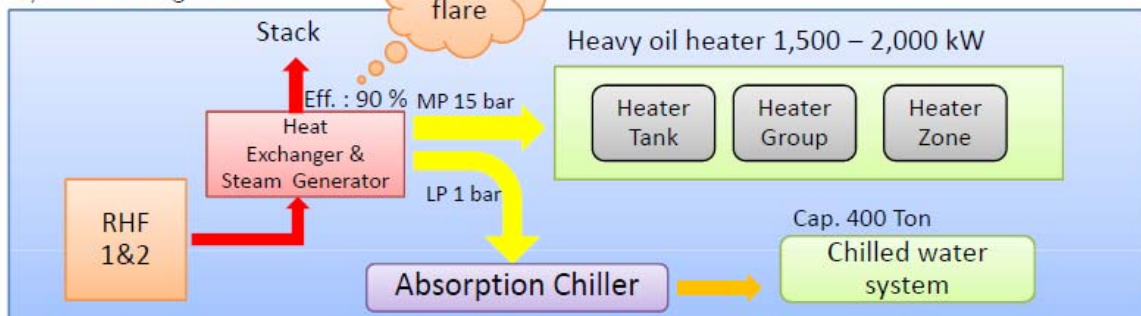 flare
Stack
Heavy oil heater 1,500 – 2,000 kW
Eff. : 90 %
MP 15 bar
Heat
Exchanger &
Steam Generator
Heater
Tank
Heater
Group
Heater
Zone
LP 1 bar
RHF
1&2
Cap. 400 Ton
Absorption Chiller
Chilled water
system